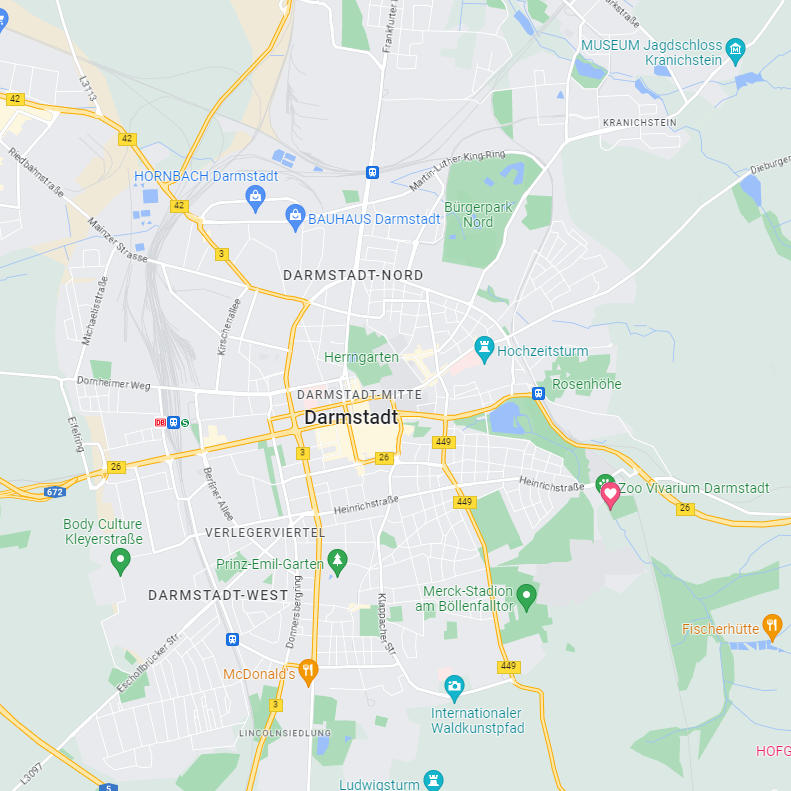 Frankfurt
MUSEUM Jagdschloss
Kranichstein
L3113
42
KRANICHSTEIN
42
Riedbahnstraße
Martin-Luther-King-Ring
Dieburger
HORNBACH Darmstadt
42
BAUHAUS Darmstadt
Bürgerpark
Nord
Mainzer Strasse
3
DARMSTADT-NORD
Michaelisstraße
Kirschenallee
Herrngarten
Hochzeitsturm
Dornheimer Weg
Rosenhöhe
DARMSTADT-MITTE
Darmstadt
DB
S
Eifelring
449
3
26
26
672
Berliner Allee
Heinrichstraße
Zoo Vivarium Darmstadt
449
Heinrichstraße
26
Body Culture
Kleyerstraße
VERLEGERVIERTEL
Prinz-Emil-Garten
DARMSTADT-WEST
Donnersbergring
Klappacher Str
Merck-Stadion
am Böllenfalltor
Fischerhütte
Eschollbrücker Str
McDonald's
449
3
Internationaler
Waldkunstpfad
LINCOLNSIEDLUNG
HOFG
L3097
5
Ludwigsturm